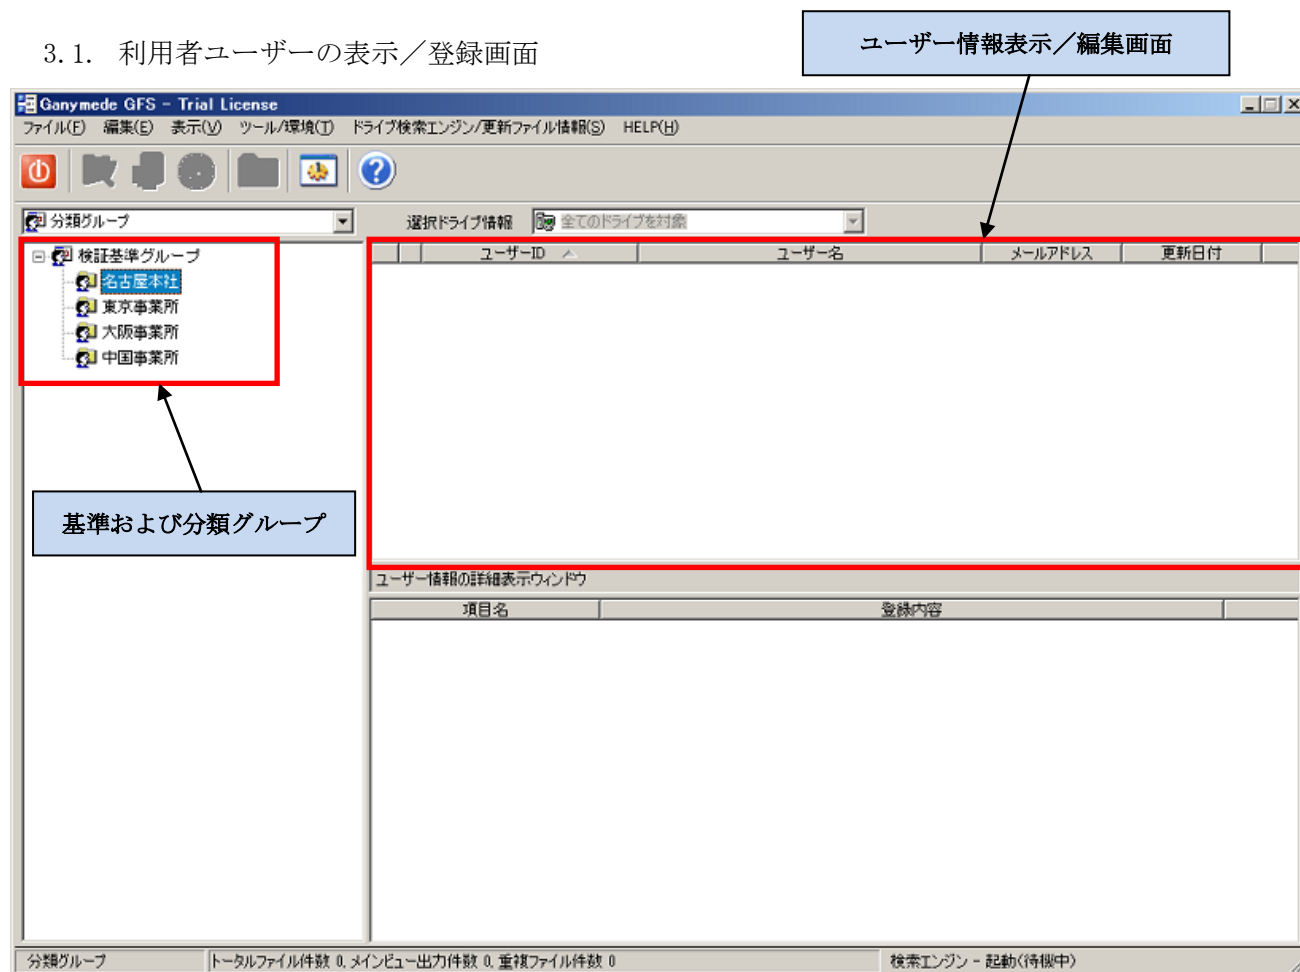 3.1. 利用者ユーザーの表示／登録画面
ユーザー情報表示／編集画面
Ganymede GFS - Trial License
ファイル(F) 編集(E) 表示(V) ツール/環境(T) ドライブ検索エンジン/更新ファイル情報(S) HELP(H)
分類グループ 選択ドライブ情報 全てのドライブを対象
検証基準グループ
名古屋本社
東京事業所
大阪事業所
中国事業所
ユーザーID ユーザー名 メールアドレス 更新日付
基準および分類グループ
ユーザー情報の詳細表示ウィンドウ
項目名 登録内容
分類グループ トータルファイル件数 0, メインビュー出力件数 0, 重複ファイル件数 0 検索エンジン - 起動(待機中)